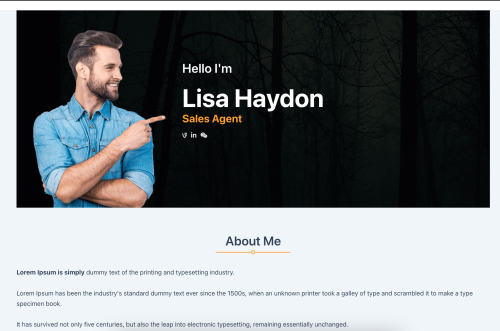 Hello I'm
Lisa Haydon
Sales Agent
in
About Me
Lorem Ipsum is simply dummy text of the printing and typesetting industry.
Lorem Ipsum has been the industry's standard dummy text ever since the 1500s, when an unknown printer took a galley of type and scrambled it to make a type
specimen book.
It has survived not only five centuries, but also the leap into electronic typesetting, remaining essentially unchanged.